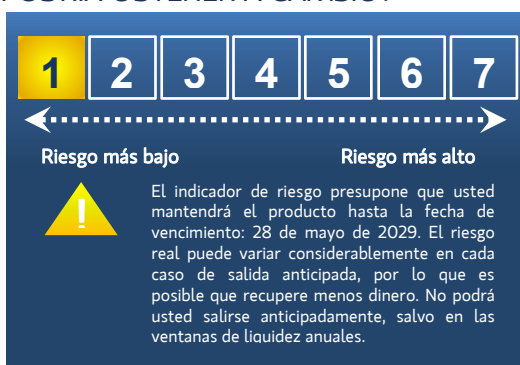 1 2 3 4 5 6 7
Riesgo más bajo Riesgo más alto
!
El indicador de riesgo presupone que usted
mantendrá el producto hasta la fecha de
vencimiento: 28 de mayo de 2029. El riesgo
real puede variar considerablemente en cada
caso de salida anticipada, por lo que es
posible que recupere menos dinero. No podrá
usted salirse anticipadamente, salvo en las
ventanas de liquidez anuales.